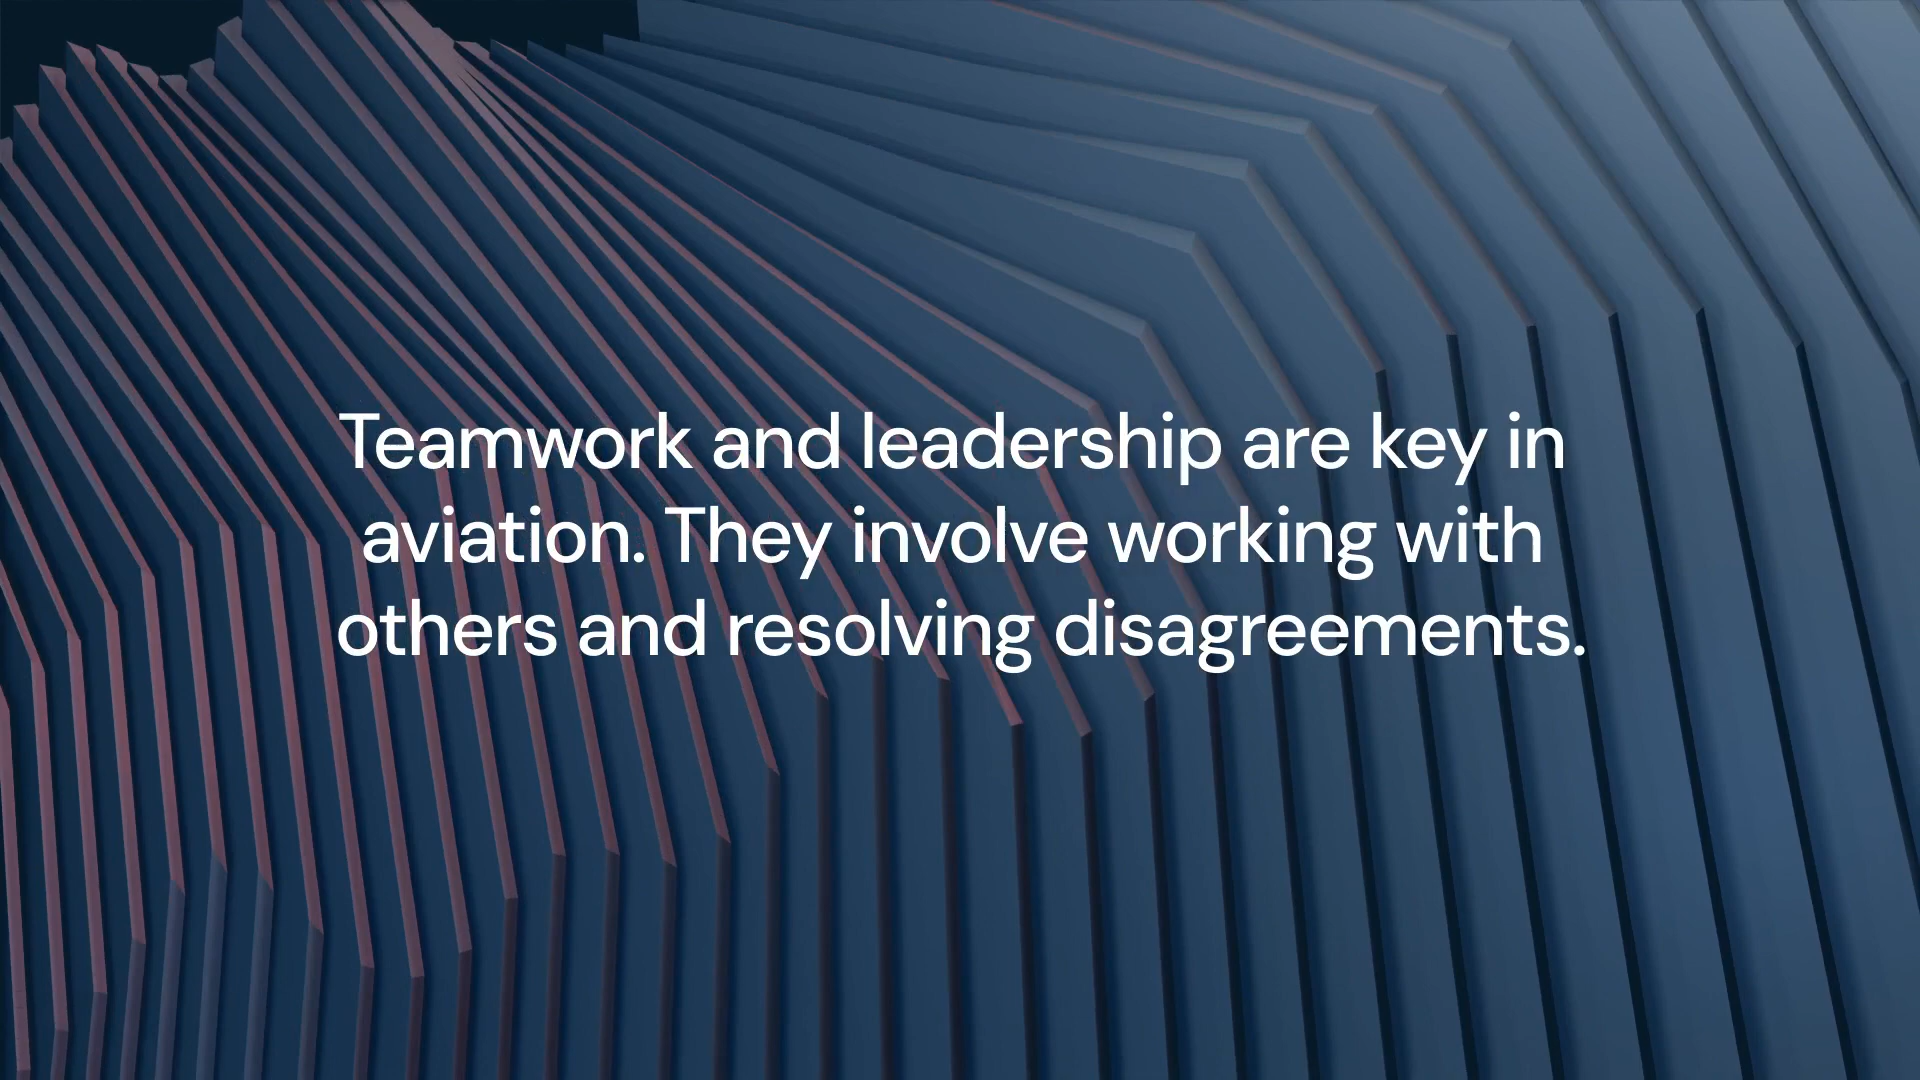 Teamwork and leadership are key in
aviation. They involve working with
others and resolving disagreements.